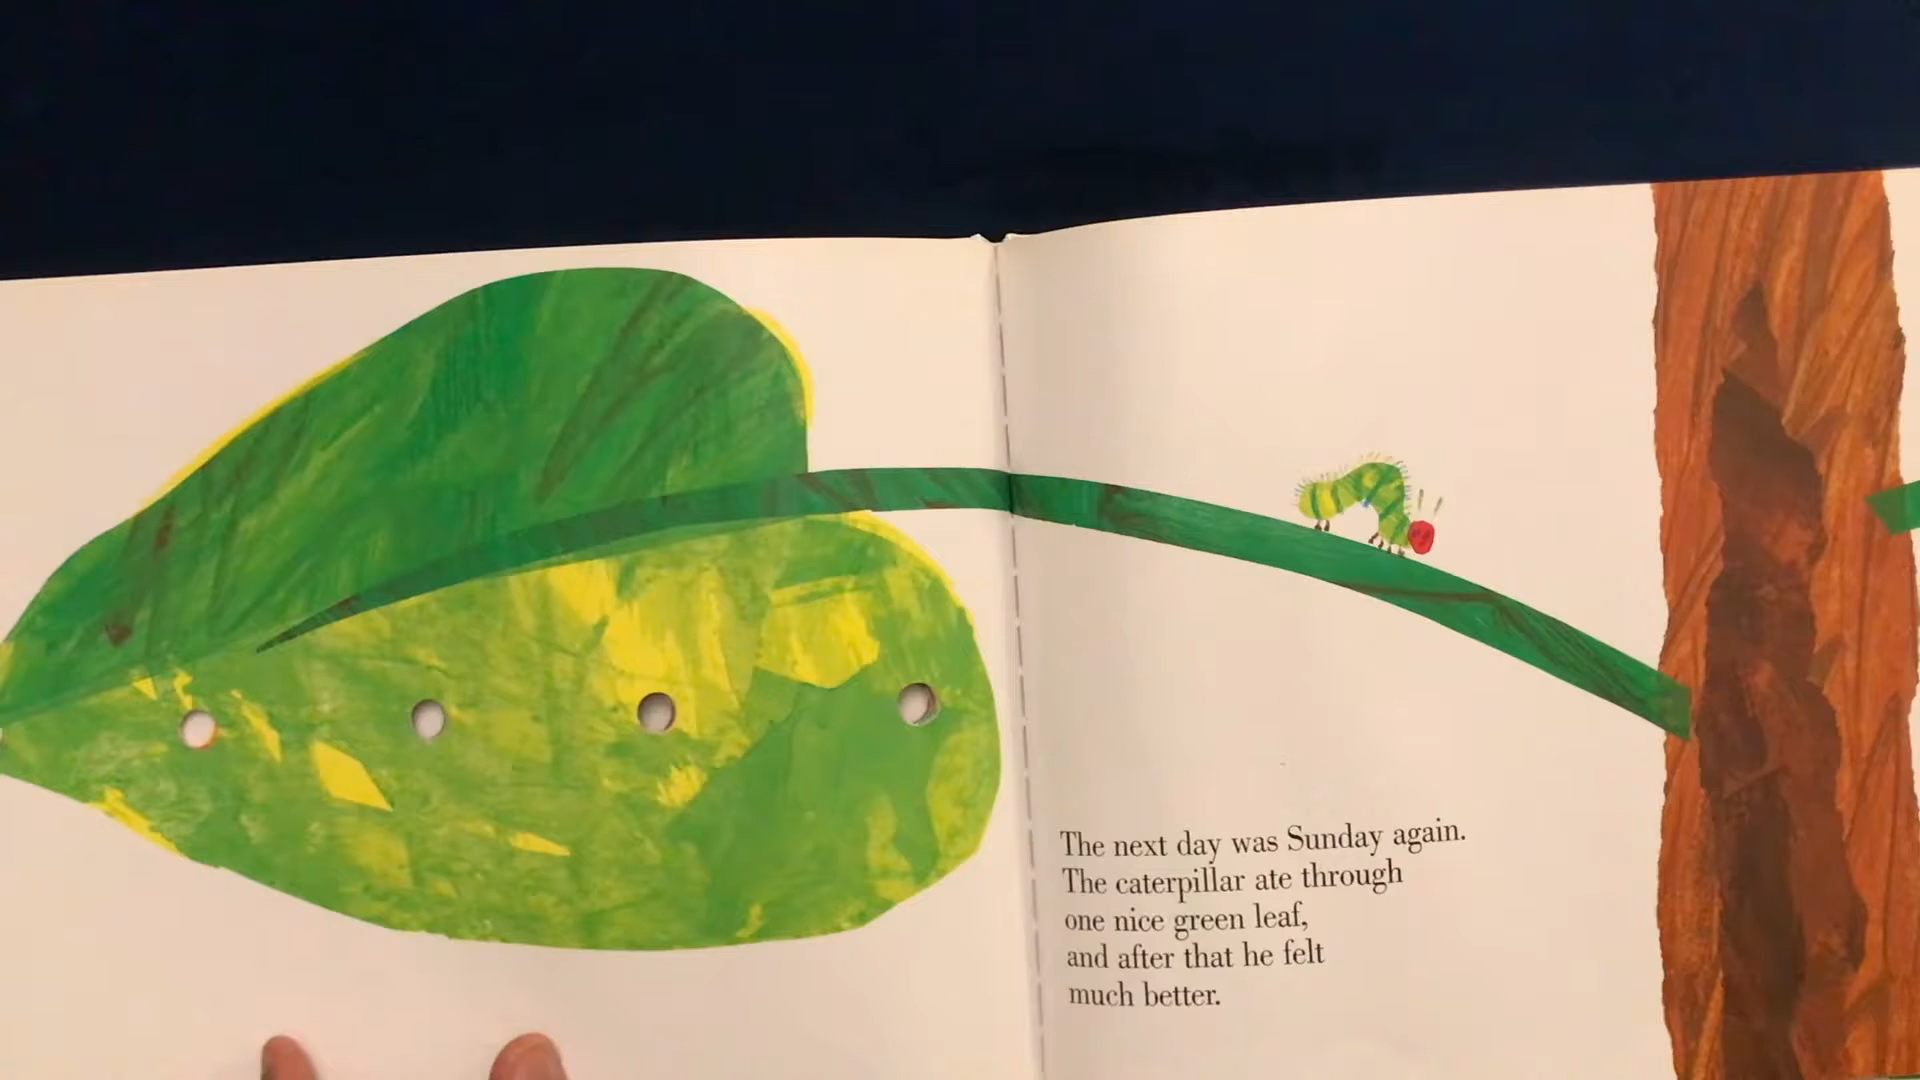 The next day was Sunday again.
The caterpillar ate through
one nice green leaf,
and after that he felt
much better.